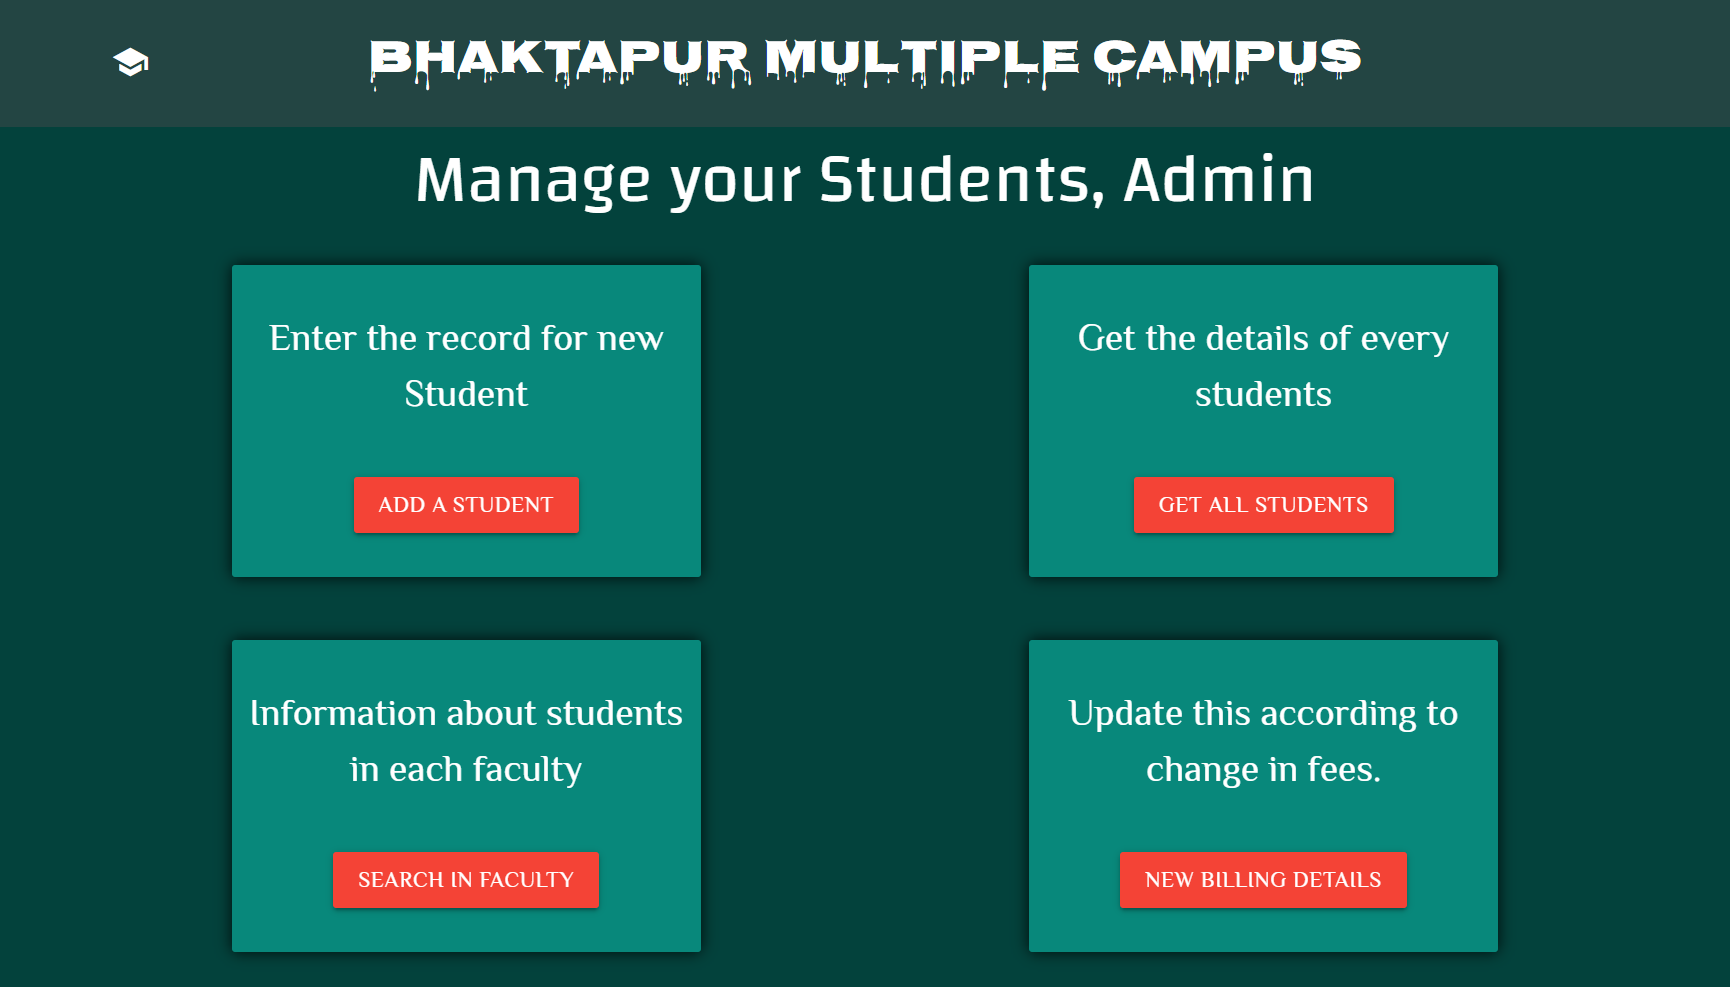 BHAKTAPUR MULTIPLE CAMPUS
Manage your Students, Admin
Enter the record for new
Student
ADD A STUDENT
Get the details of every
students
GET ALL STUDENTS
Information about students
in each faculty
SEARCH IN FACULTY
Update this according to
change in fees.
NEW BILLING DETAILS